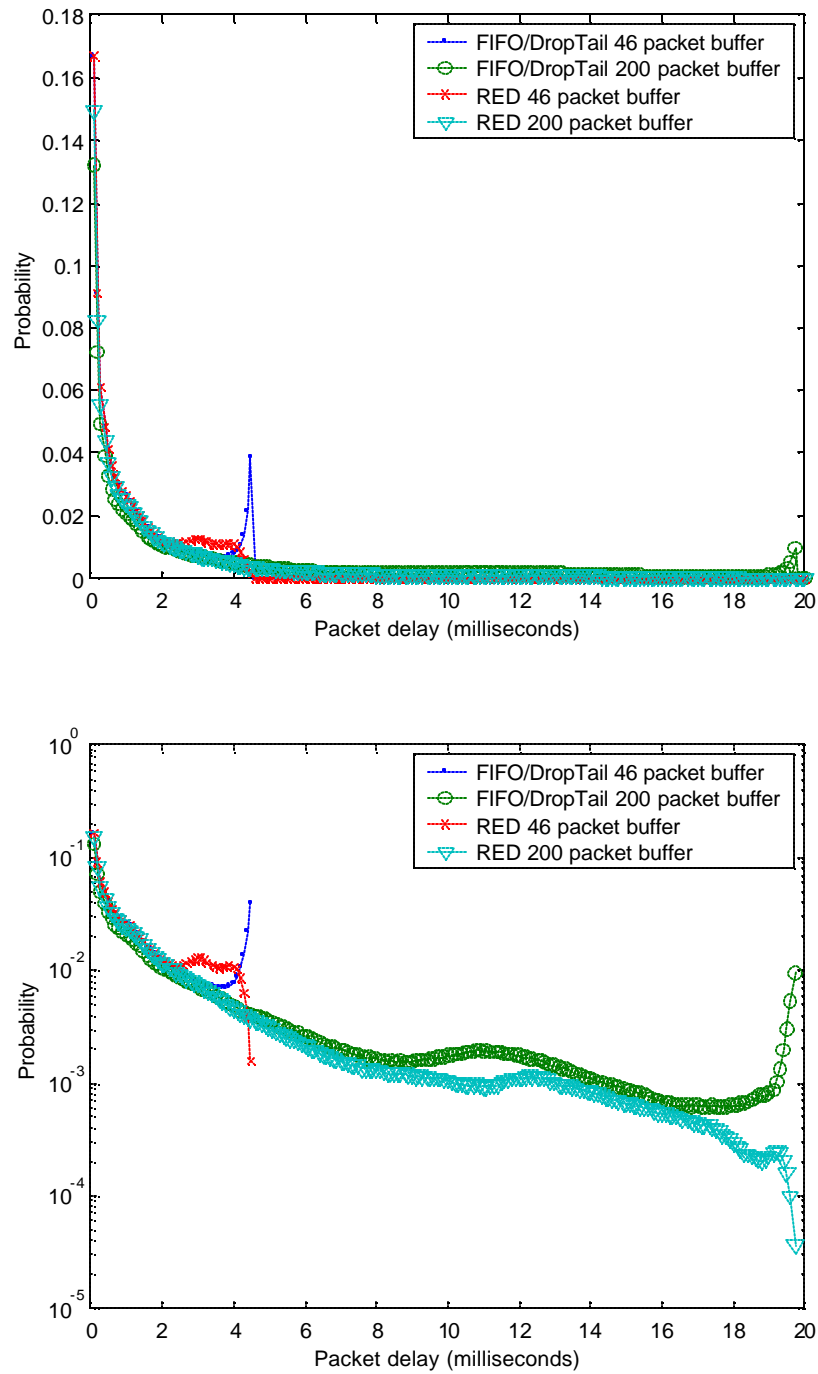 0.18
0.16
0.14
0.12
0.1
0.08
0.06
0.04
0.02
0
Probability
FIFO/DropTail 46 packet buffer
FIFO/DropTail 200 packet buffer
RED 46 packet buffer
RED 200 packet buffer
0 2 4 6 8 10 12 14 16 18 20
Packet delay (milliseconds)
10^0
10^-1
10^-2
10^-3
10^-4
10^-5
Probability
FIFO/DropTail 46 packet buffer
FIFO/DropTail 200 packet buffer
RED 46 packet buffer
RED 200 packet buffer
0 2 4 6 8 10 12 14 16 18 20
Packet delay (milliseconds)